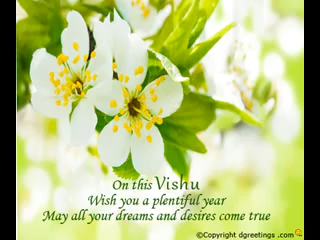 On this Vishu
Wish you a plentiful year
May all your dreams and desires come true
©Copyright dgreetings.com